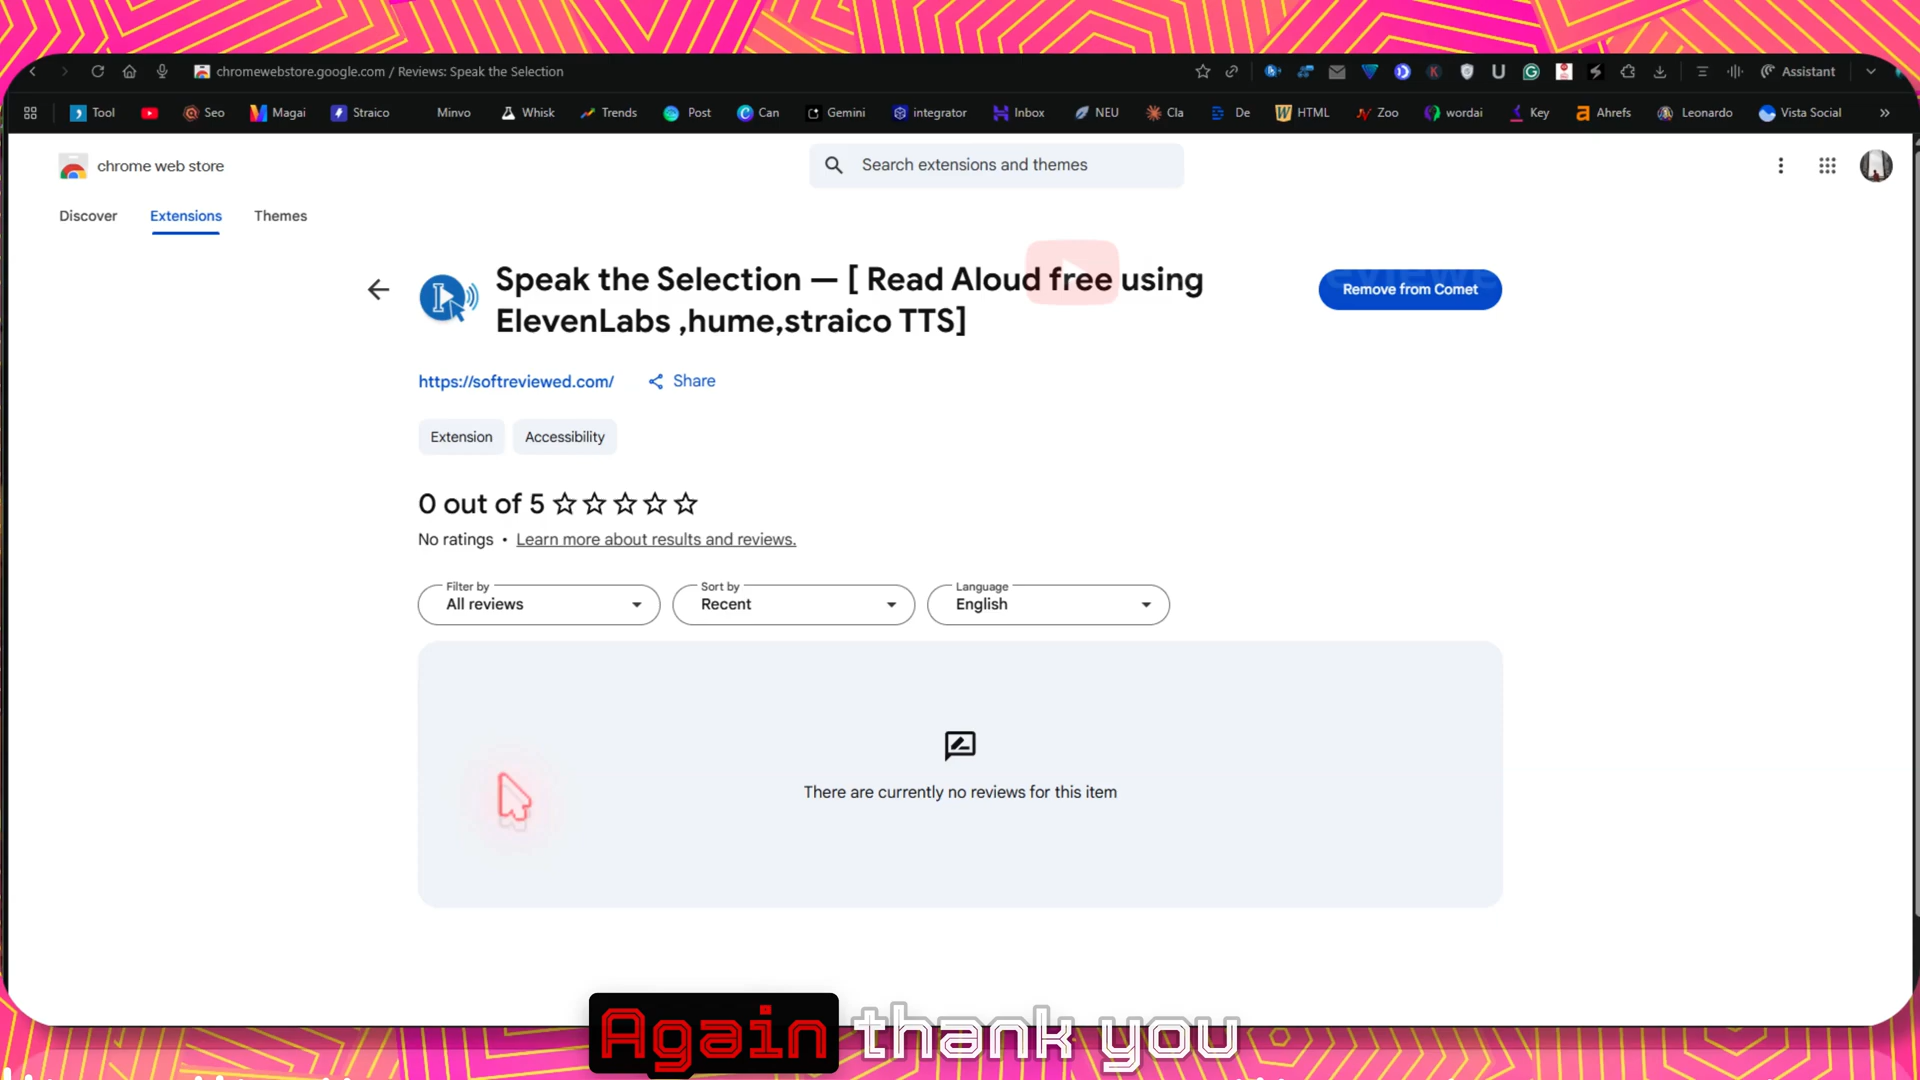 chromewebstore.google.com / Reviews: Speak the Selection
Assistant
Tool
Seo
Magai
Straico
Minvo
Whisk
Trends
Post
Can
Gemini
integrator
Inbox
NEU
Cla
De
HTML
Zoo
wordai
Key
Ahrefs
Leonardo
Vista Social
chrome web store
Search extensions and themes
Discover
Extensions
Themes
Speak the Selection — [ Read Aloud free using
ElevenLabs ,hume,straico TTS]
Remove from Comet
https://softreviewed.com/
Share
Extension
Accessibility
0 out of 5
No ratings • Learn more about results and reviews.
Filter by
All reviews
Sort by
Recent
Language
English
There are currently no reviews for this item
Again thank you